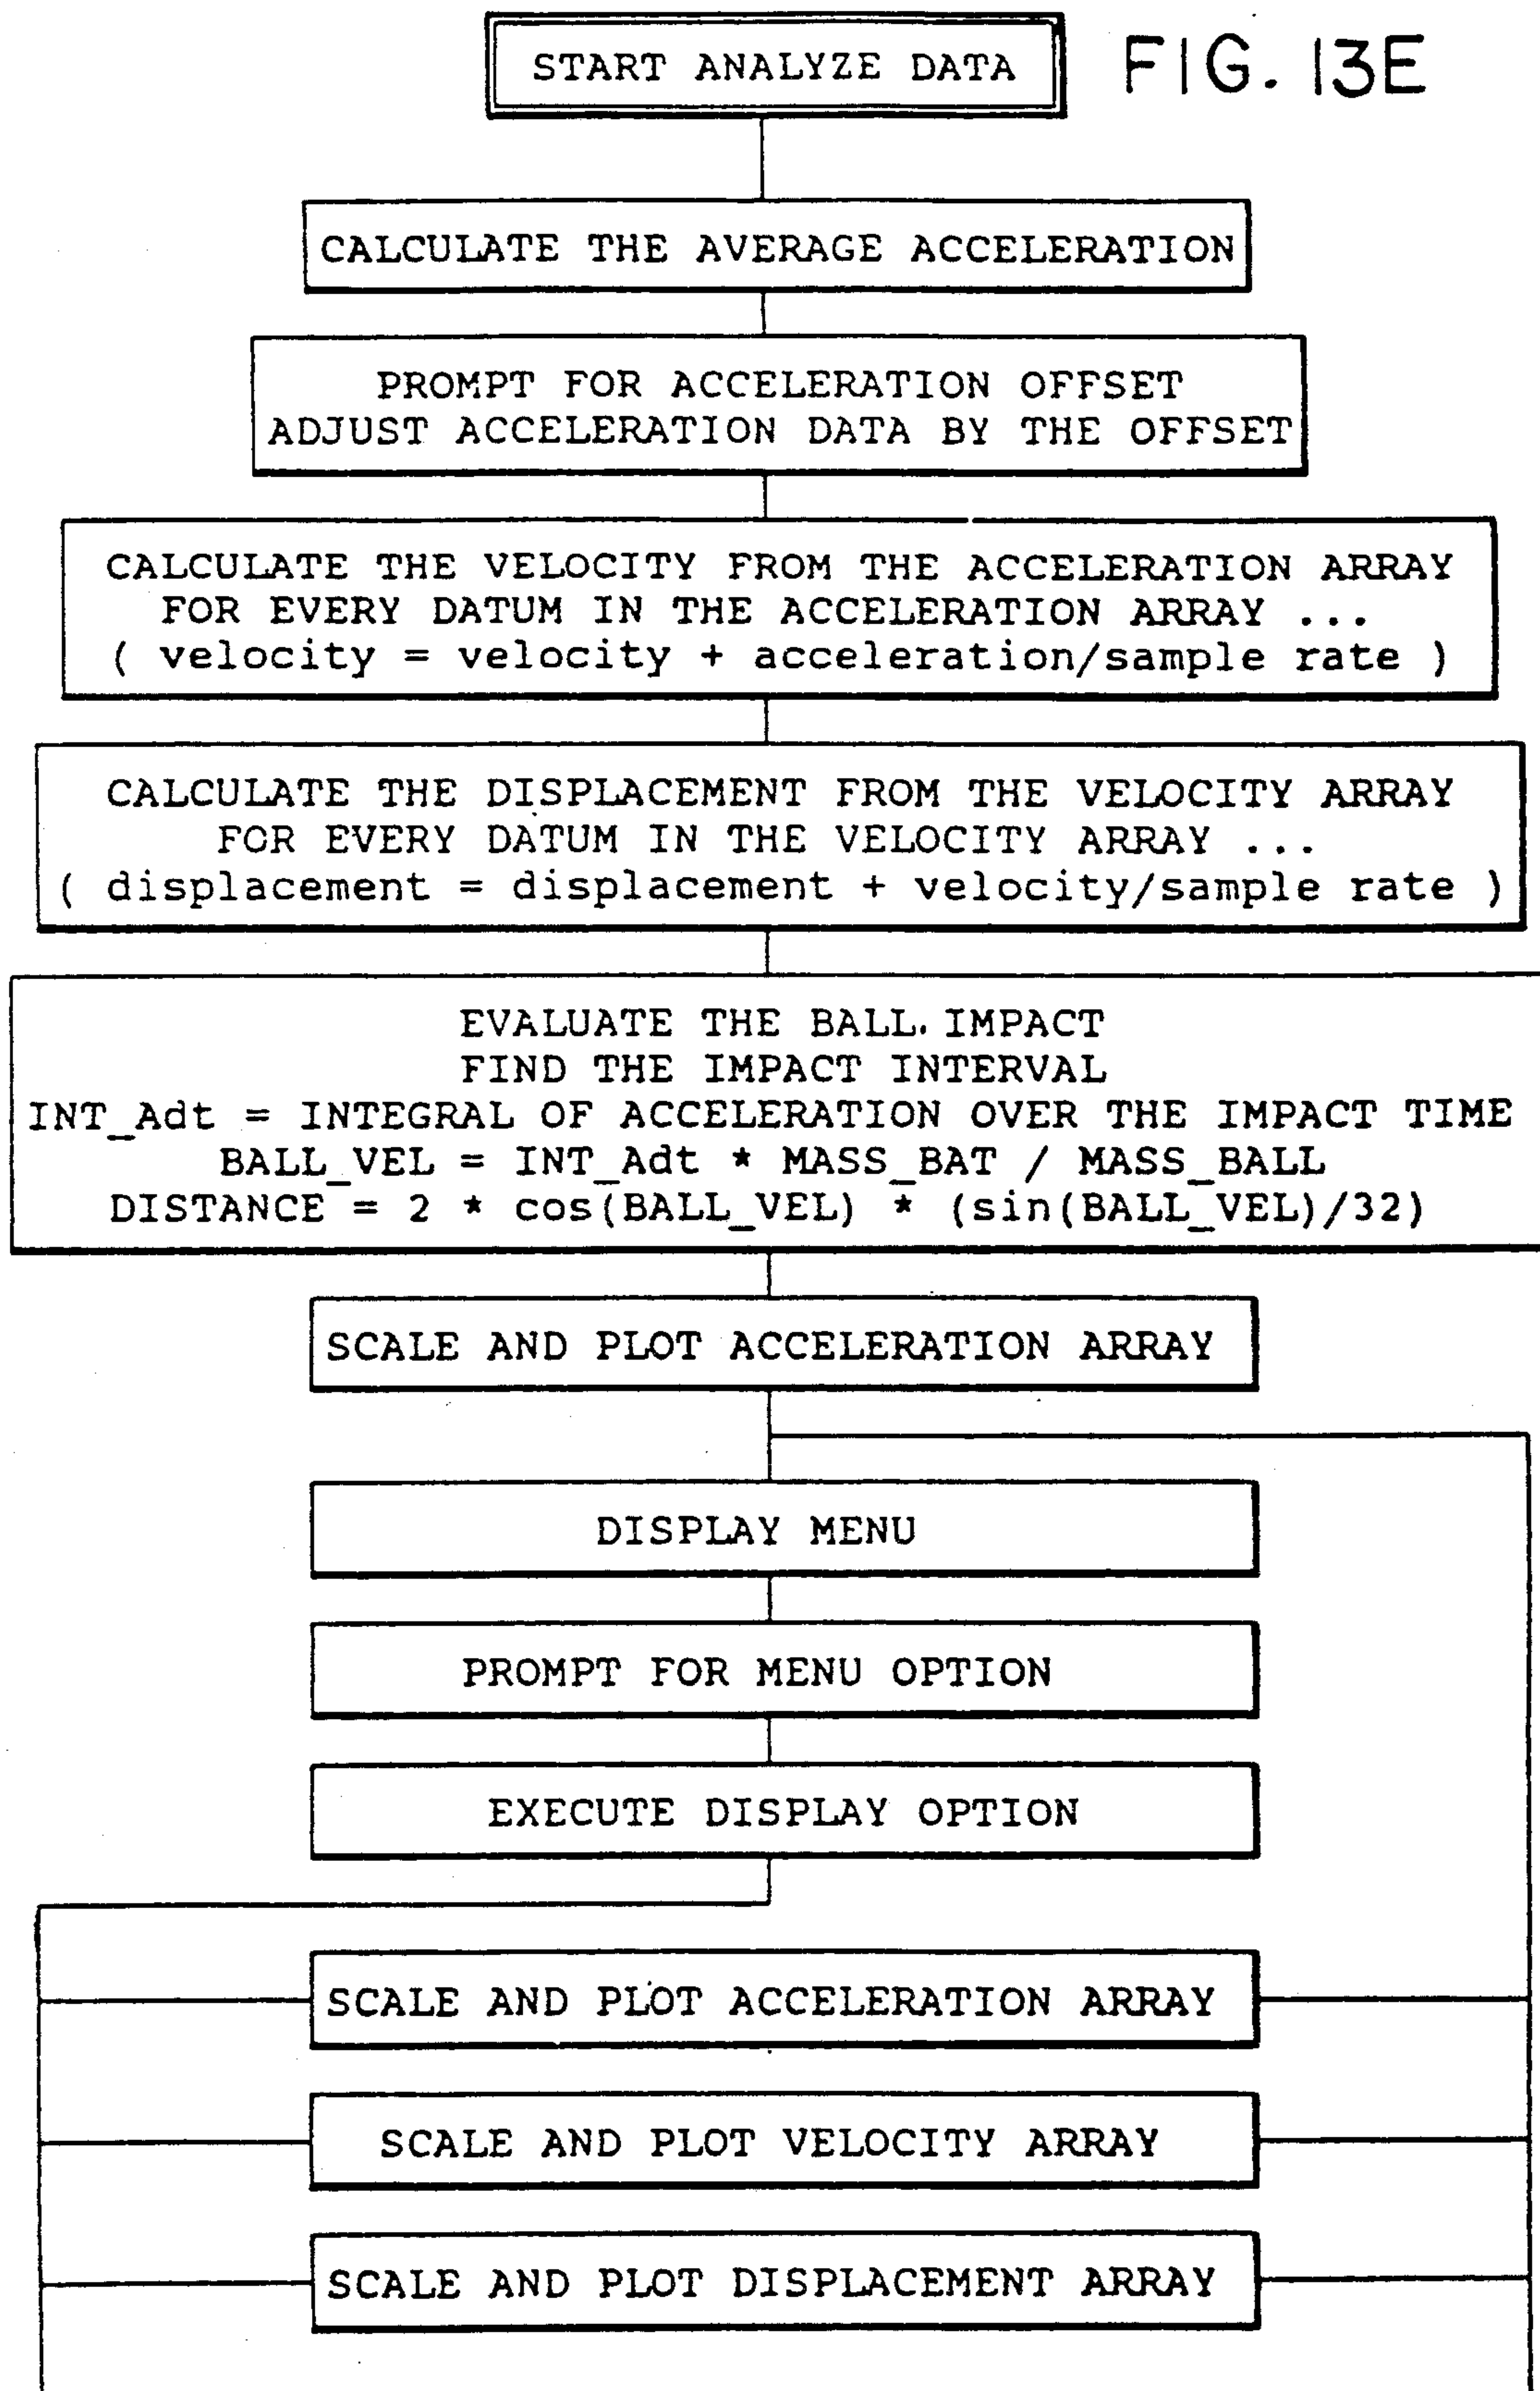 START ANALYZE DATA
FIG. 13E
CALCULATE THE AVERAGE ACCELERATION
PROMPT FOR ACCELERATION OFFSET
ADJUST ACCELERATION DATA BY THE OFFSET
CALCULATE THE VELOCITY FROM THE ACCELERATION ARRAY
FOR EVERY DATUM IN THE ACCELERATION ARRAY ...
( velocity = velocity + acceleration/sample rate )
CALCULATE THE DISPLACEMENT FROM THE VELOCITY ARRAY
FOR EVERY DATUM IN THE VELOCITY ARRAY ...
( displacement = displacement + velocity/sample rate )
EVALUATE THE BALL IMPACT
FIND THE IMPACT INTERVAL
INT_Adt = INTEGRAL OF ACCELERATION OVER THE IMPACT TIME
BALL_VEL = INT_Adt * MASS_BAT / MASS_BALL
DISTANCE = 2 * cos(BALL_VEL) * (sin(BALL_VEL)/32)
SCALE AND PLOT ACCELERATION ARRAY
DISPLAY MENU
PROMPT FOR MENU OPTION
EXECUTE DISPLAY OPTION
SCALE AND PLOT ACCELERATION ARRAY
SCALE AND PLOT VELOCITY ARRAY
SCALE AND PLOT DISPLACEMENT ARRAY